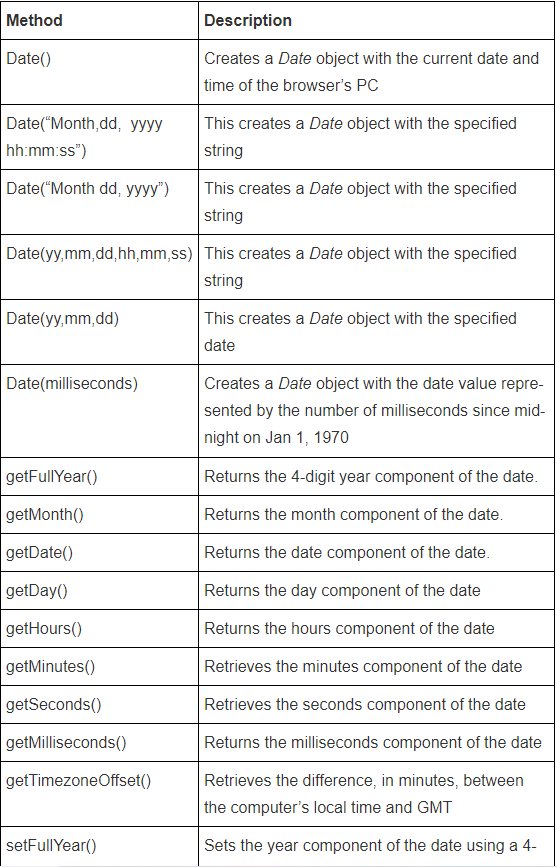 Method Description
Date() Creates a Date object with the current date and
time of the browser’s PC
Date(“Month,dd,  yyyy
hh:mm:ss”) This creates a Date object with the specified
string
Date(“Month dd, yyyy”) This creates a Date object with the specified
string
Date(yy,mm,dd,hh,mm,ss) This creates a Date object with the specified
string
Date(yy,mm,dd) This creates a Date object with the specified
date
Date(milliseconds) Creates a Date object with the date value repre-
sented by the number of milliseconds since mid-
night on Jan 1, 1970
getFullYear() Returns the 4-digit year component of the date.
getMonth() Returns the month component of the date.
getDate() Returns the date component of the date.
getDay() Returns the day component of the date
getHours() Returns the hours component of the date
getMinutes() Retrieves the minutes component of the date
getSeconds() Retrieves the seconds component of the date
getMilliseconds() Returns the milliseconds component of the date
getTimezoneOffset() Retrieves the difference, in minutes, between
the computer’s local time and GMT
setFullYear() Sets the year component of the date using a 4-